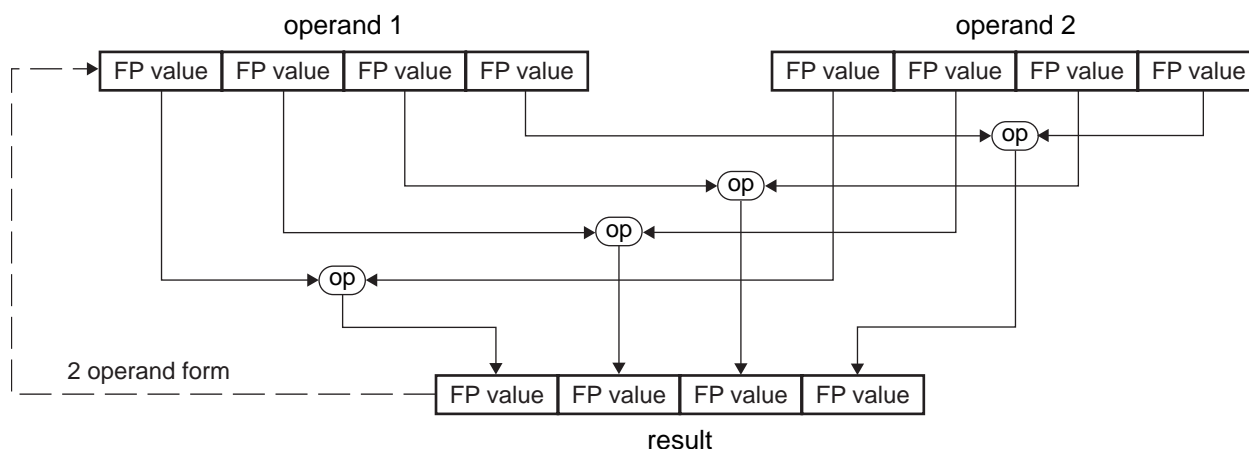 operand 1 operand 2
FP value FP value FP value FP value FP value FP value FP value FP value
op
op
op
op
2 operand form
FP value FP value FP value FP value
result